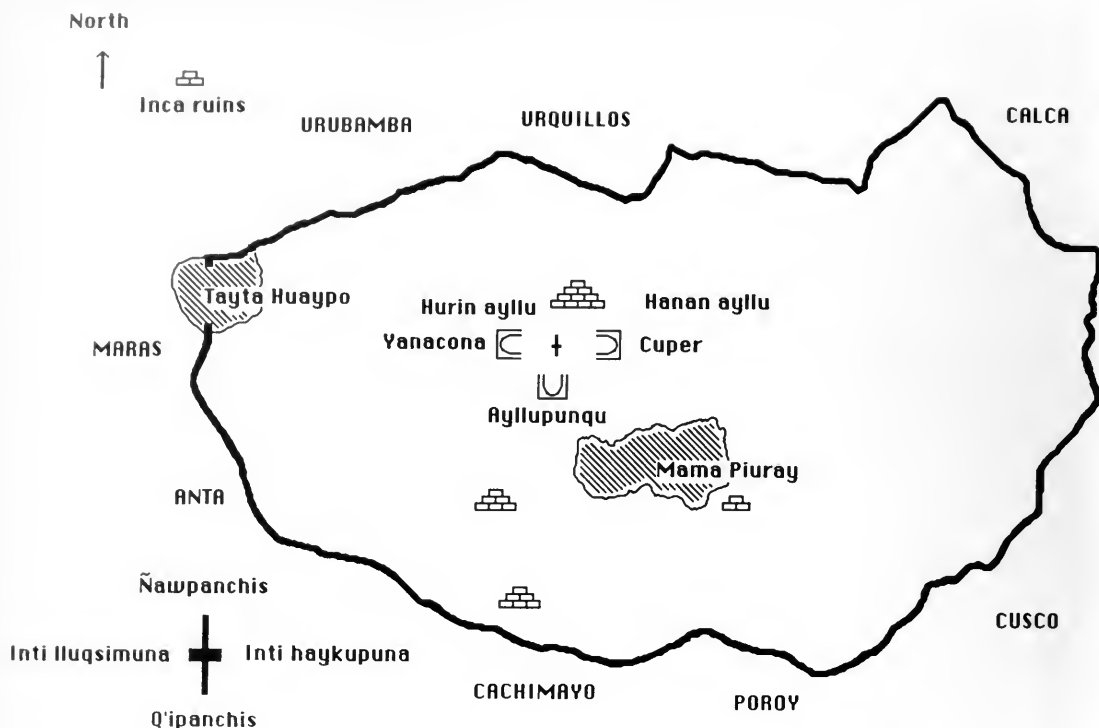 North
Inca ruins
URUBAMBA
URQUILLOS
CALCA
Tayta Huaypo
Hurin ayllu
Hanan ayllu
MARAS
Yanacona
Cuper
Ayllupunqu
Mama Piuray
ANTA
Ñawpanchis
CUSCO
Inti lluqsimuna
Inti haykupuna
CACHIMAYO
POROY
Q'ipanchis